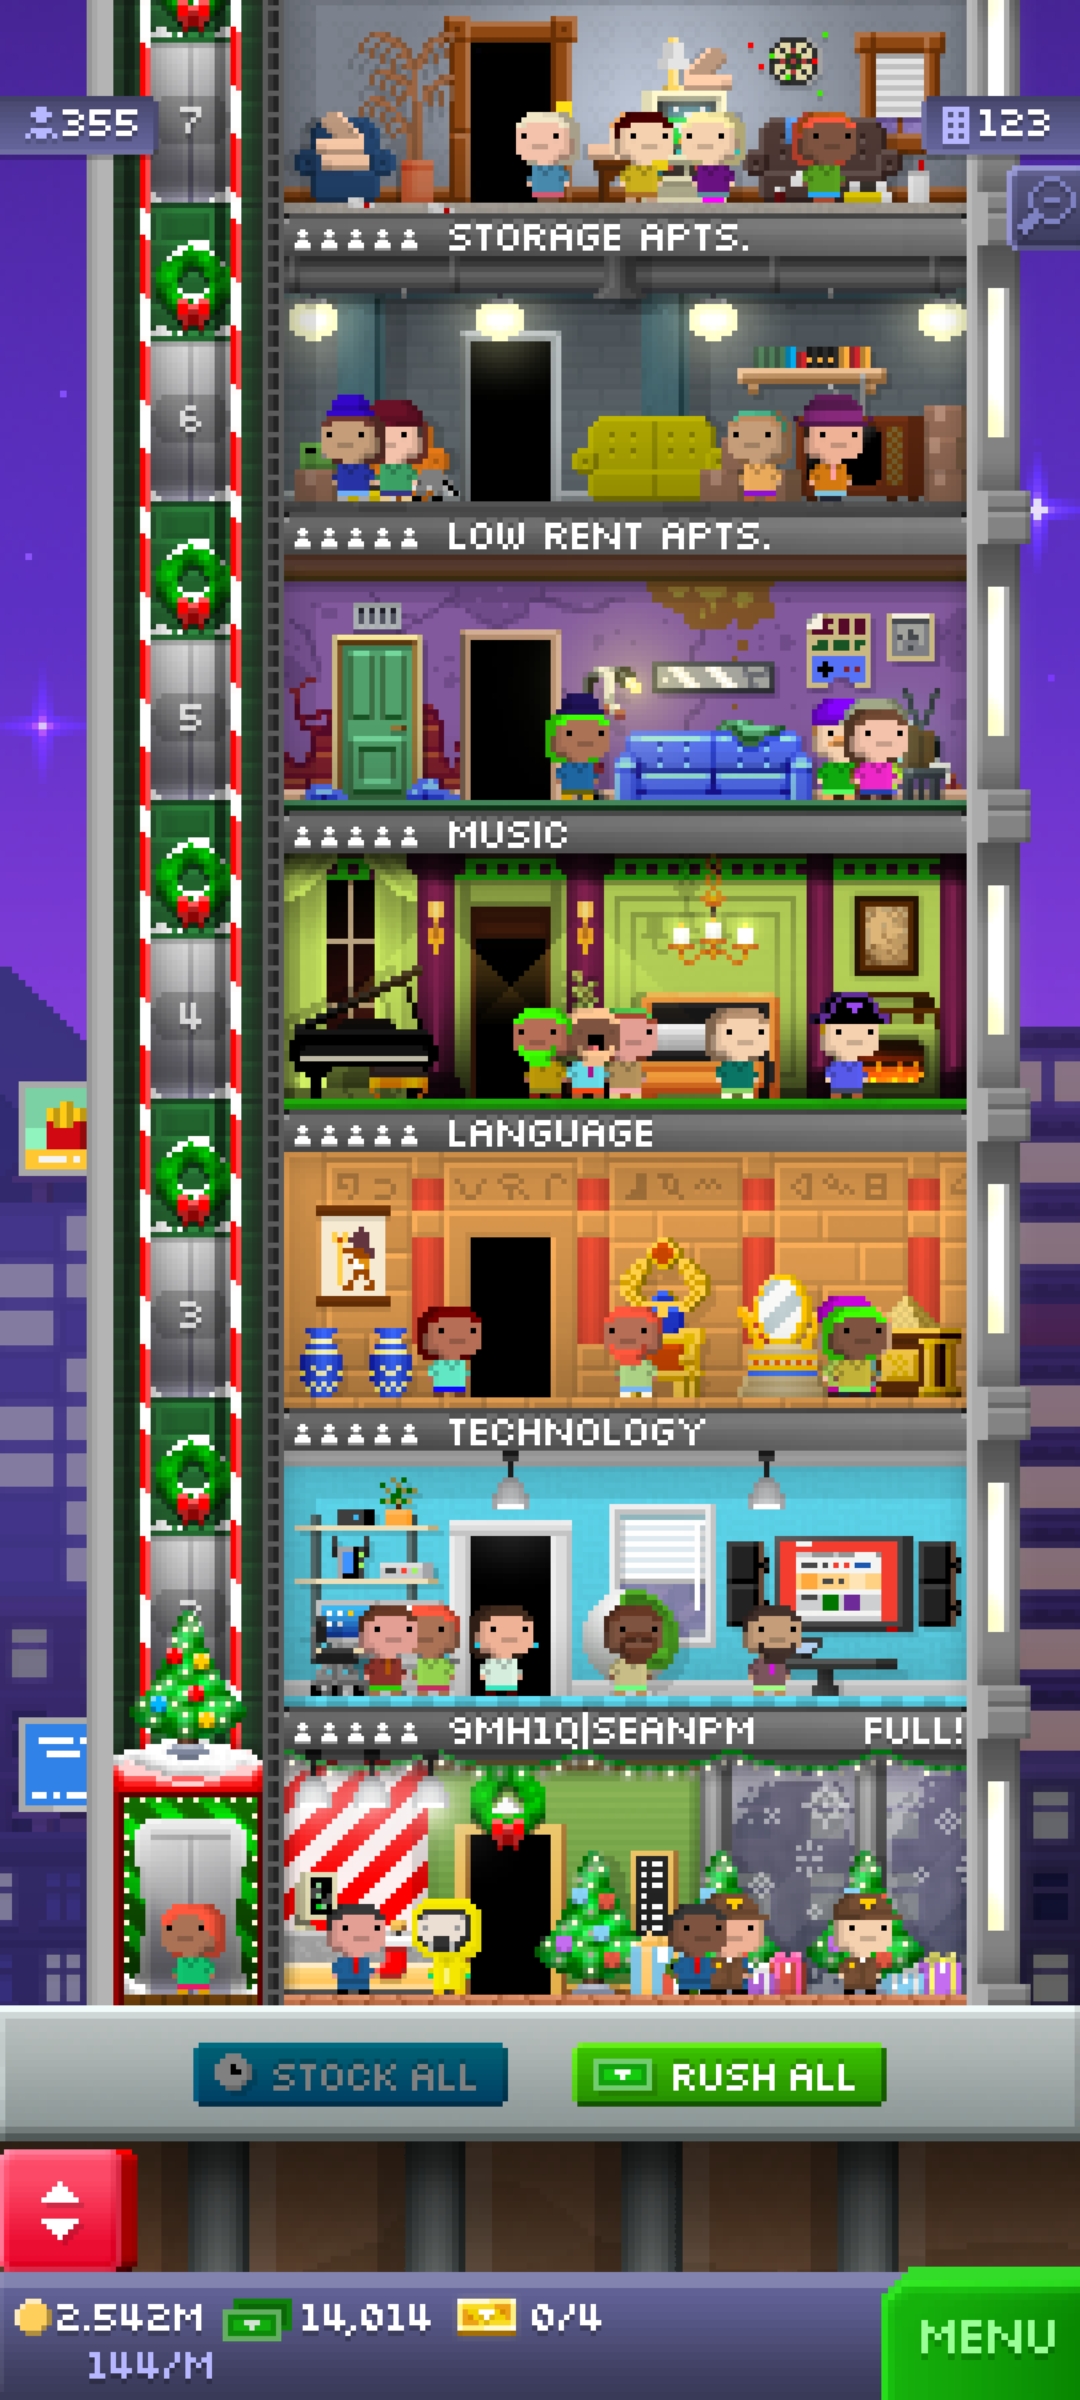 7
355
123
STORAGE APTS.
6
LOW RENT APTS.
5
MUSIC
4
LANGUAGE
3
TECHNOLOGY
9MH1Q|SEANPM FULL!
STOCK ALL
RUSH ALL
2.542M 14,014 0/4
144/M
MENU